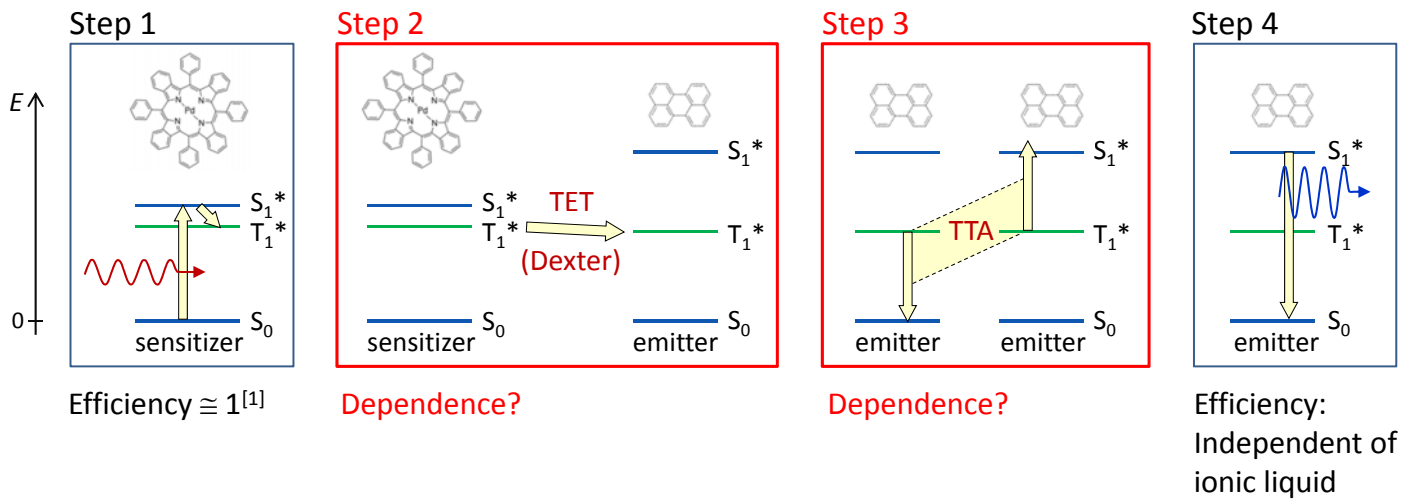 Step 1
Step 2
Step 3
Step 4
E
0
Pd
N
N
N
N
S₁*
T₁*
S₀
sensitizer
Pd
N
N
N
N
S₁*
T₁*
S₀
sensitizer
TET
(Dexter)
S₁*
T₁*
S₀
emitter
TTA
emitter
S₁*
T₁*
S₀
emitter
S₁*
T₁*
S₀
emitter
Efficiency ≅ 1[1]
Dependence?
Dependence?
Efficiency:
Independent of
ionic liquid